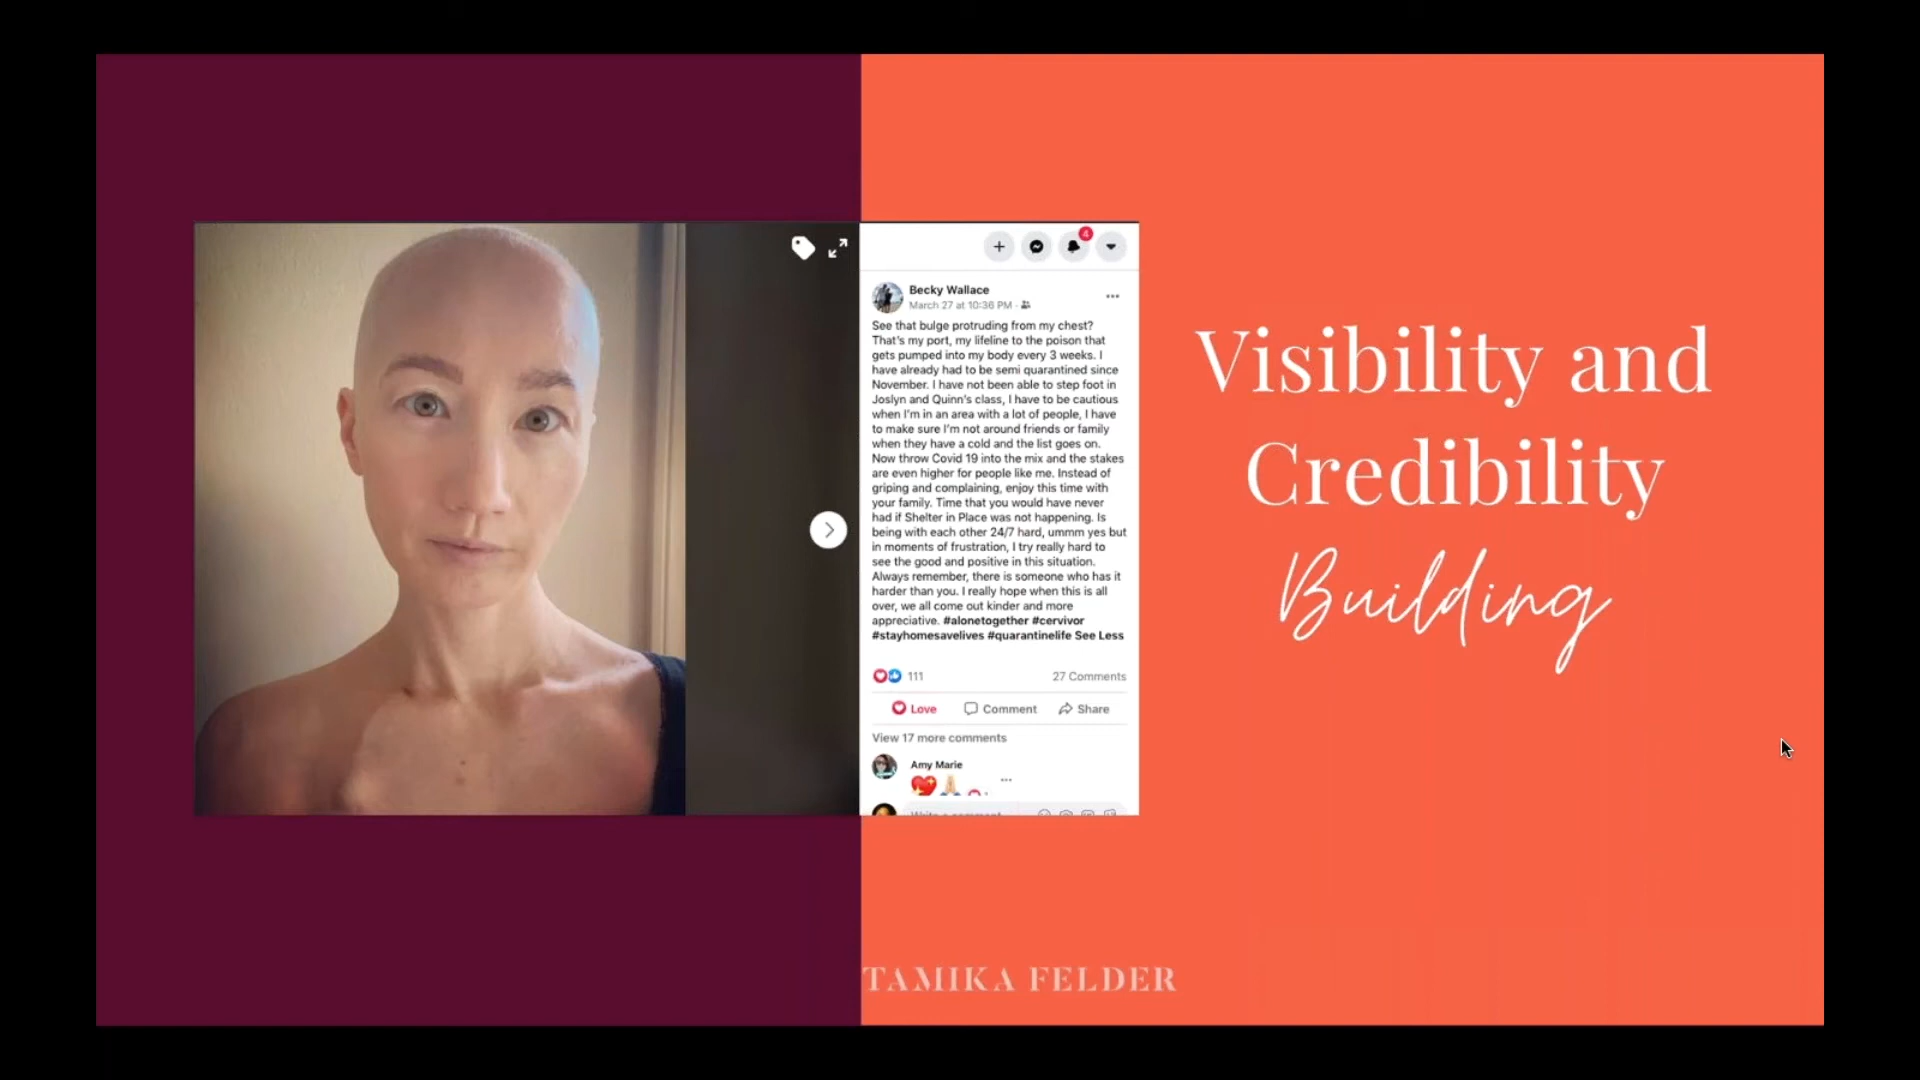 4
Becky Wallace
March 27 at 10:36 PM ·
See that bulge protruding from my chest?
That's my port, my lifeline to the poison that
gets pumped into my body every 3 weeks. I
have already had to be semi quarantined since
November. I have not been able to step foot in
Joslyn and Quinn's class, I have to be cautious
when I'm in an area with a lot of people, I have
to make sure I'm not around friends or family
when they have a cold and the list goes on.
Now throw Covid 19 into the mix and the stakes
are even higher for people like me. Instead of
griping and complaining, enjoy this time with
your family. Time that you would have never
had if Shelter in Place was not happening. Is
being with each other 24/7 hard, ummm yes but
in moments of frustration, I try really hard to
see the good and positive in this situation.
Always remember, there is someone who has it
harder than you. I really hope when this is all
over, we all come out kinder and more
appreciative. #alonetogether #cervivor
#stayhomesavelives #quarantinelife See Less
111 27 Comments
Love Comment Share
View 17 more comments
Amy Marie
Visibility and
Credibility
Building
TAMIKA FELDER